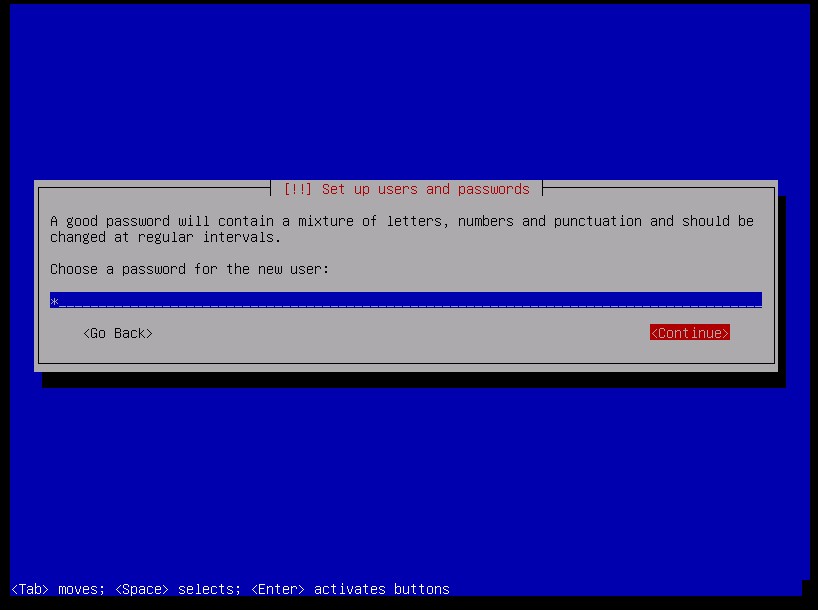 [!!] Set up users and passwords
A good password will contain a mixture of letters, numbers and punctuation and should be
changed at regular intervals.
Choose a password for the new user:
*
<Go Back> <Continue>
<Tab> moves; <Space> selects; <Enter> activates buttons